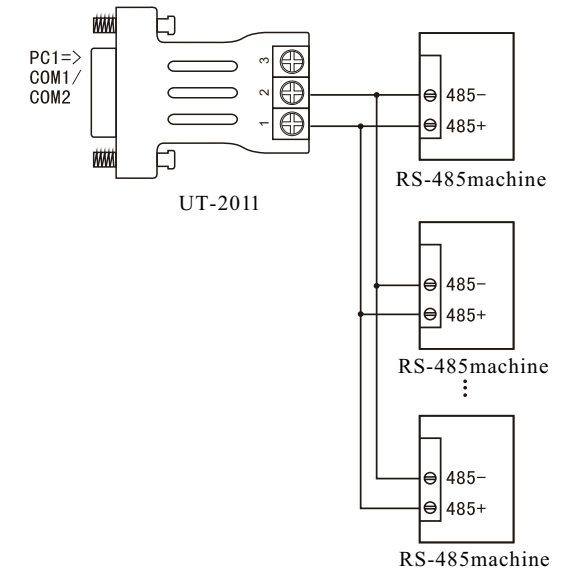 PC1=>
COM1/
COM2
3
2
1
UT-2011
485-
485+
RS-485machine
485-
485+
RS-485machine
485-
485+
RS-485machine